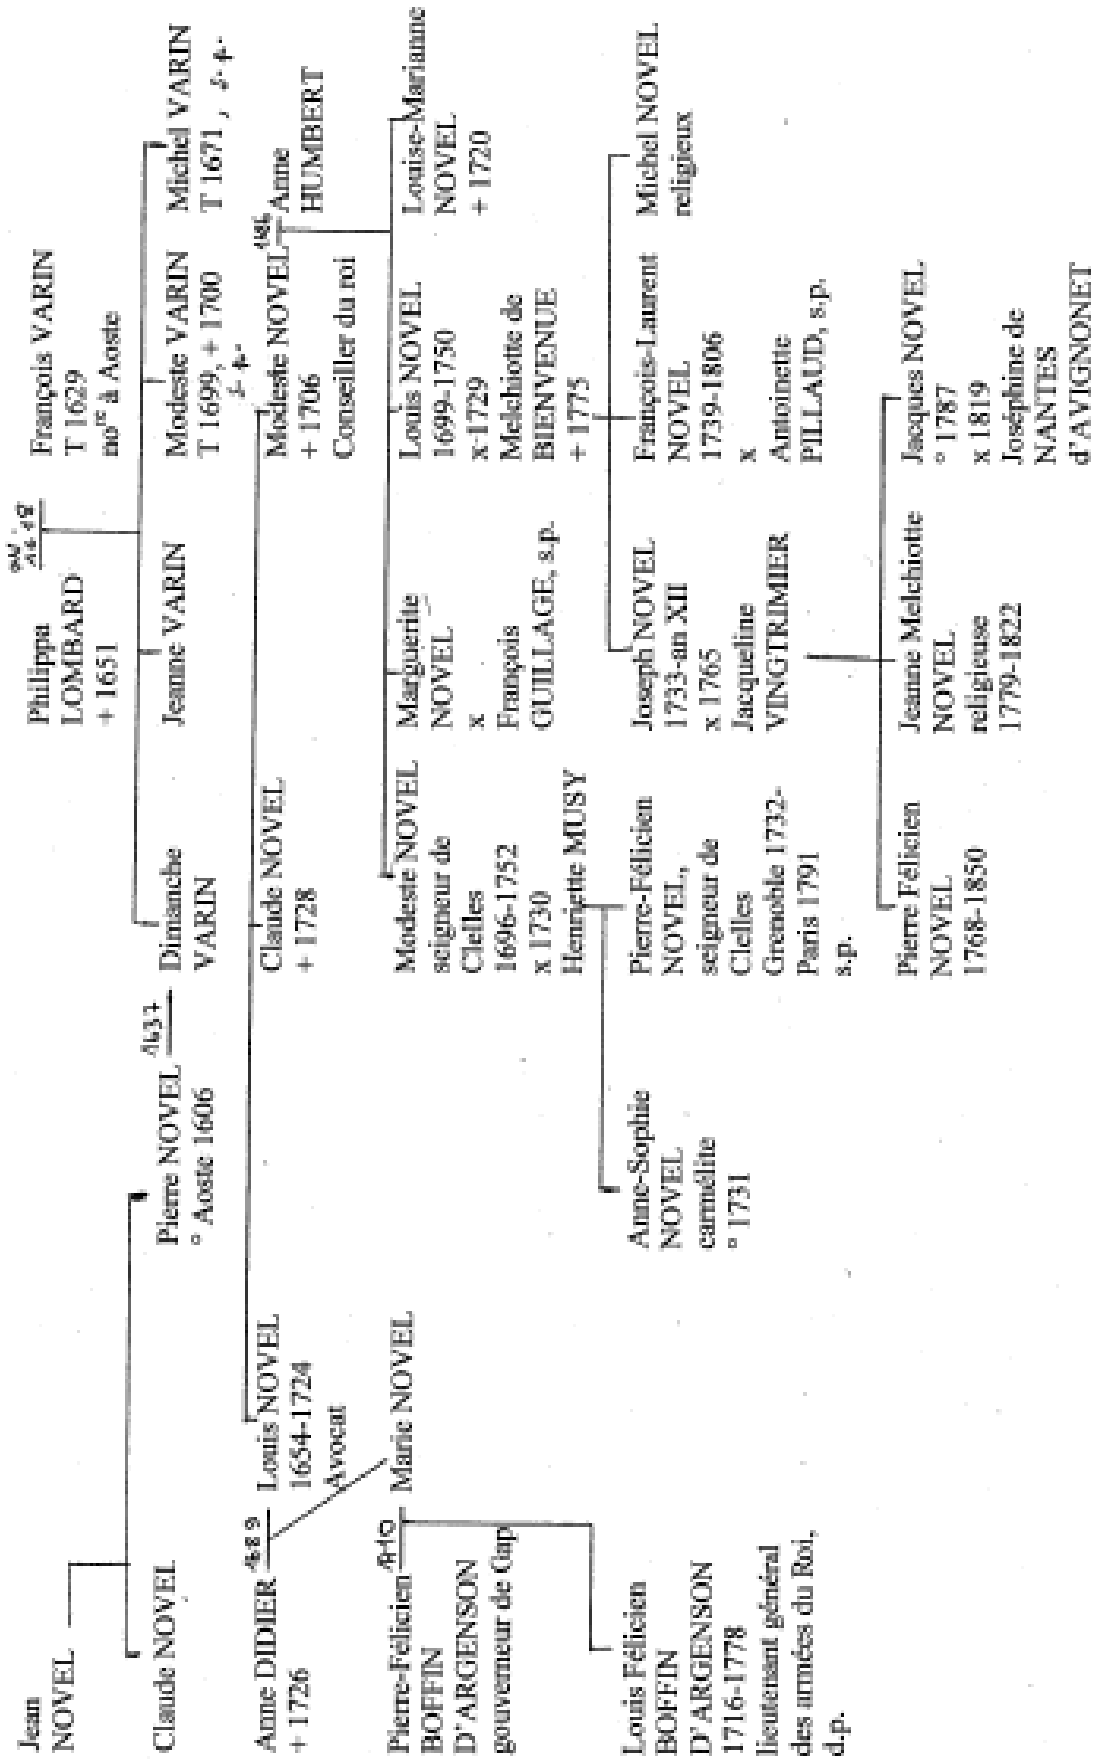 Jean
NOVEL
Philippa
LOMBARD
+ 1651
François VARIN
T 1629
noʳᵉ à Aoste
Claude NOVEL
Pierre NOVEL
° Aoste 1606
1637
Dimanche
VARIN
Jeanne VARIN
Modeste VARIN
T 1699, + 1700
s.p.
Michel VARIN
T 1671, s.p.
Anne DIDIER
+ 1726
1689
Louis NOVEL
1654-1724
Avocat
Claude NOVEL
+ 1728
Modeste NOVEL
+ 1706
Conseiller du roi
1686
Anne
HUMBERT
Pierre-Félicien
BOFFIN
D'ARGENSON
gouverneur de Gap
1710
Marie NOVEL
Modeste NOVEL
seigneur de
Clelles
1696-1752
x 1730
Henriette MUSY
Marguerite
NOVEL
x
François
GUILLAGE, s.p.
Louis NOVEL
1699-1750
x 1729
Melchiotte de
BIENVENUE
+ 1775
Louise-Marianne
NOVEL
+ 1720
Louis Félicien
BOFFIN
D'ARGENSON
1716-1778
lieutenant général
des armées du Roi,
d.p.
Anne-Sophie
NOVEL
carmélite
° 1731
Pierre-Félicien
NOVEL,
seigneur de
Clelles
Grenoble 1732-
Paris 1791
s.p.
Joseph NOVEL
1733-an XII
x 1765
Jacqueline
VINGTRIMIER
François-Laurent
NOVEL
1739-1806
x
Antoinette
PILLAUD, s.p.
Michel NOVEL
religieux
Pierre Félicien
NOVEL
1768-1850
Jeanne Melchiotte
NOVEL
religieuse
1779-1822
Jacques NOVEL
° 1787
x 1819
Joséphine de
NANTES
d'AVIGNONET